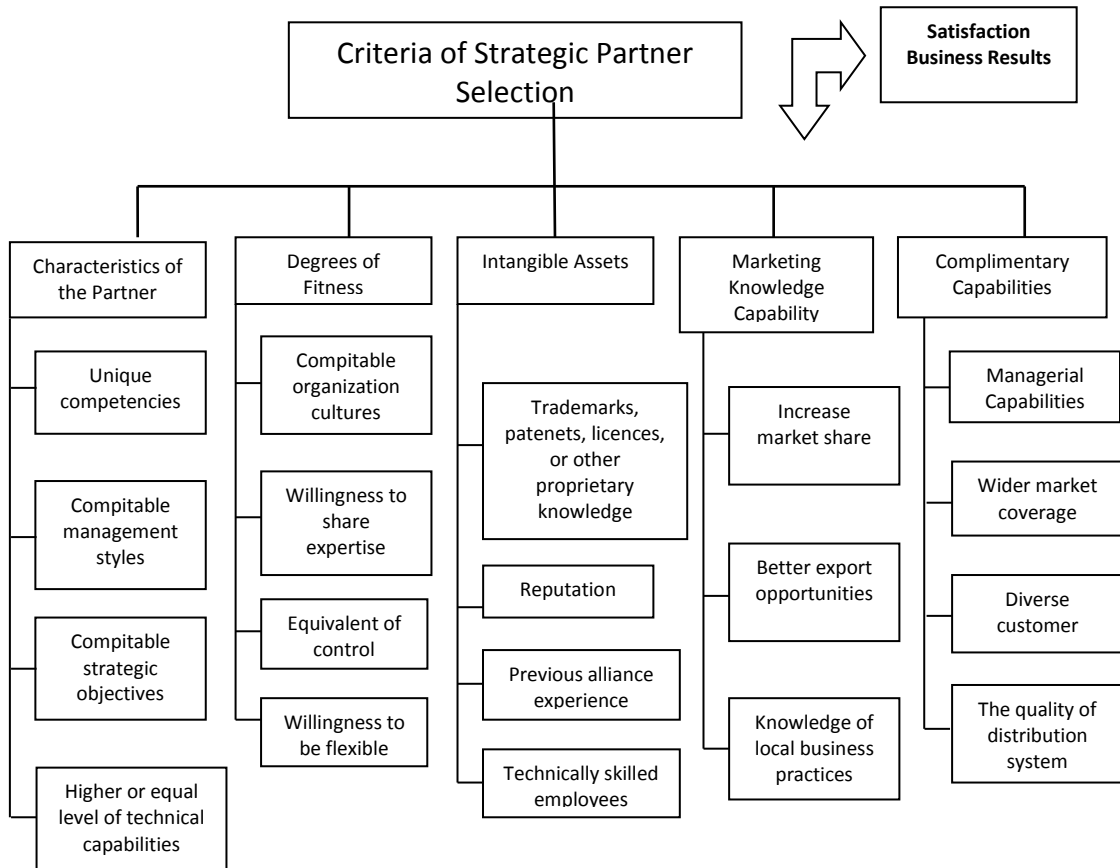 Criteria of Strategic Partner
Selection
Satisfaction
Business Results
Characteristics of
the Partner
Unique
competencies
Compitable
management
styles
Compitable
strategic
objectives
Higher or equal
level of technical
capabilities
Degrees of
Fitness
Compitable
organization
cultures
Willingness to
share
expertise
Equivalent of
control
Willingness to
be flexible
Intangible Assets
Trademarks,
patenets, licences,
or other
proprietary
knowledge
Reputation
Previous alliance
experience
Technically skilled
employees
Marketing
Knowledge
Capability
Increase
market share
Better export
opportunities
Knowledge of
local business
practices
Complimentary
Capabilities
Managerial
Capabilities
Wider market
coverage
Diverse
customer
The quality of
distribution
system